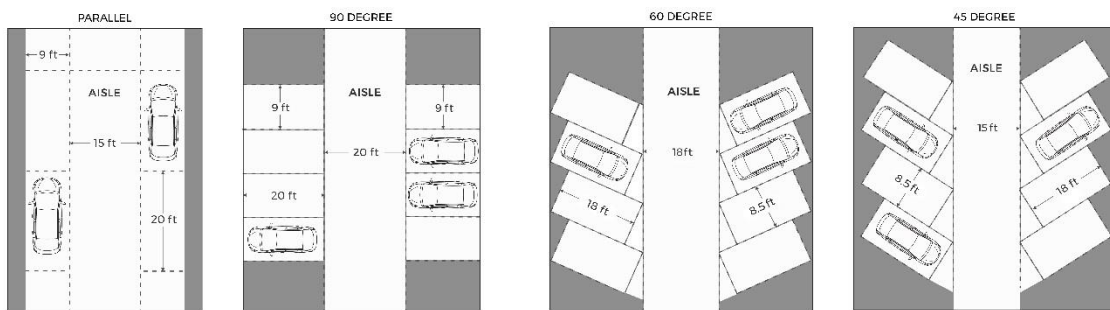 PARALLEL
9 ft
AISLE
15 ft
20 ft
90 DEGREE
AISLE
9 ft
9 ft
20 ft
20 ft
60 DEGREE
AISLE
18ft
18 ft
8.5 ft
45 DEGREE
AISLE
15 ft
8.5 ft
18 ft